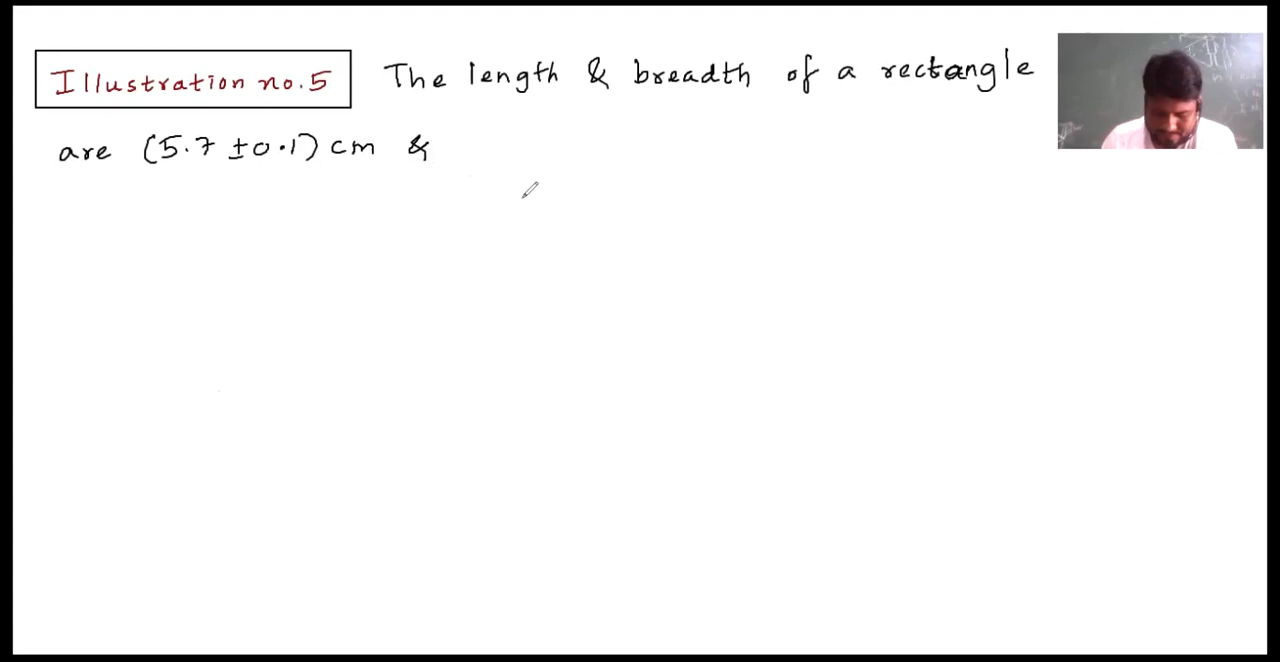 Illustration no.5 The length & breadth of a rectangle
are (5.7 ±0.1) cm &